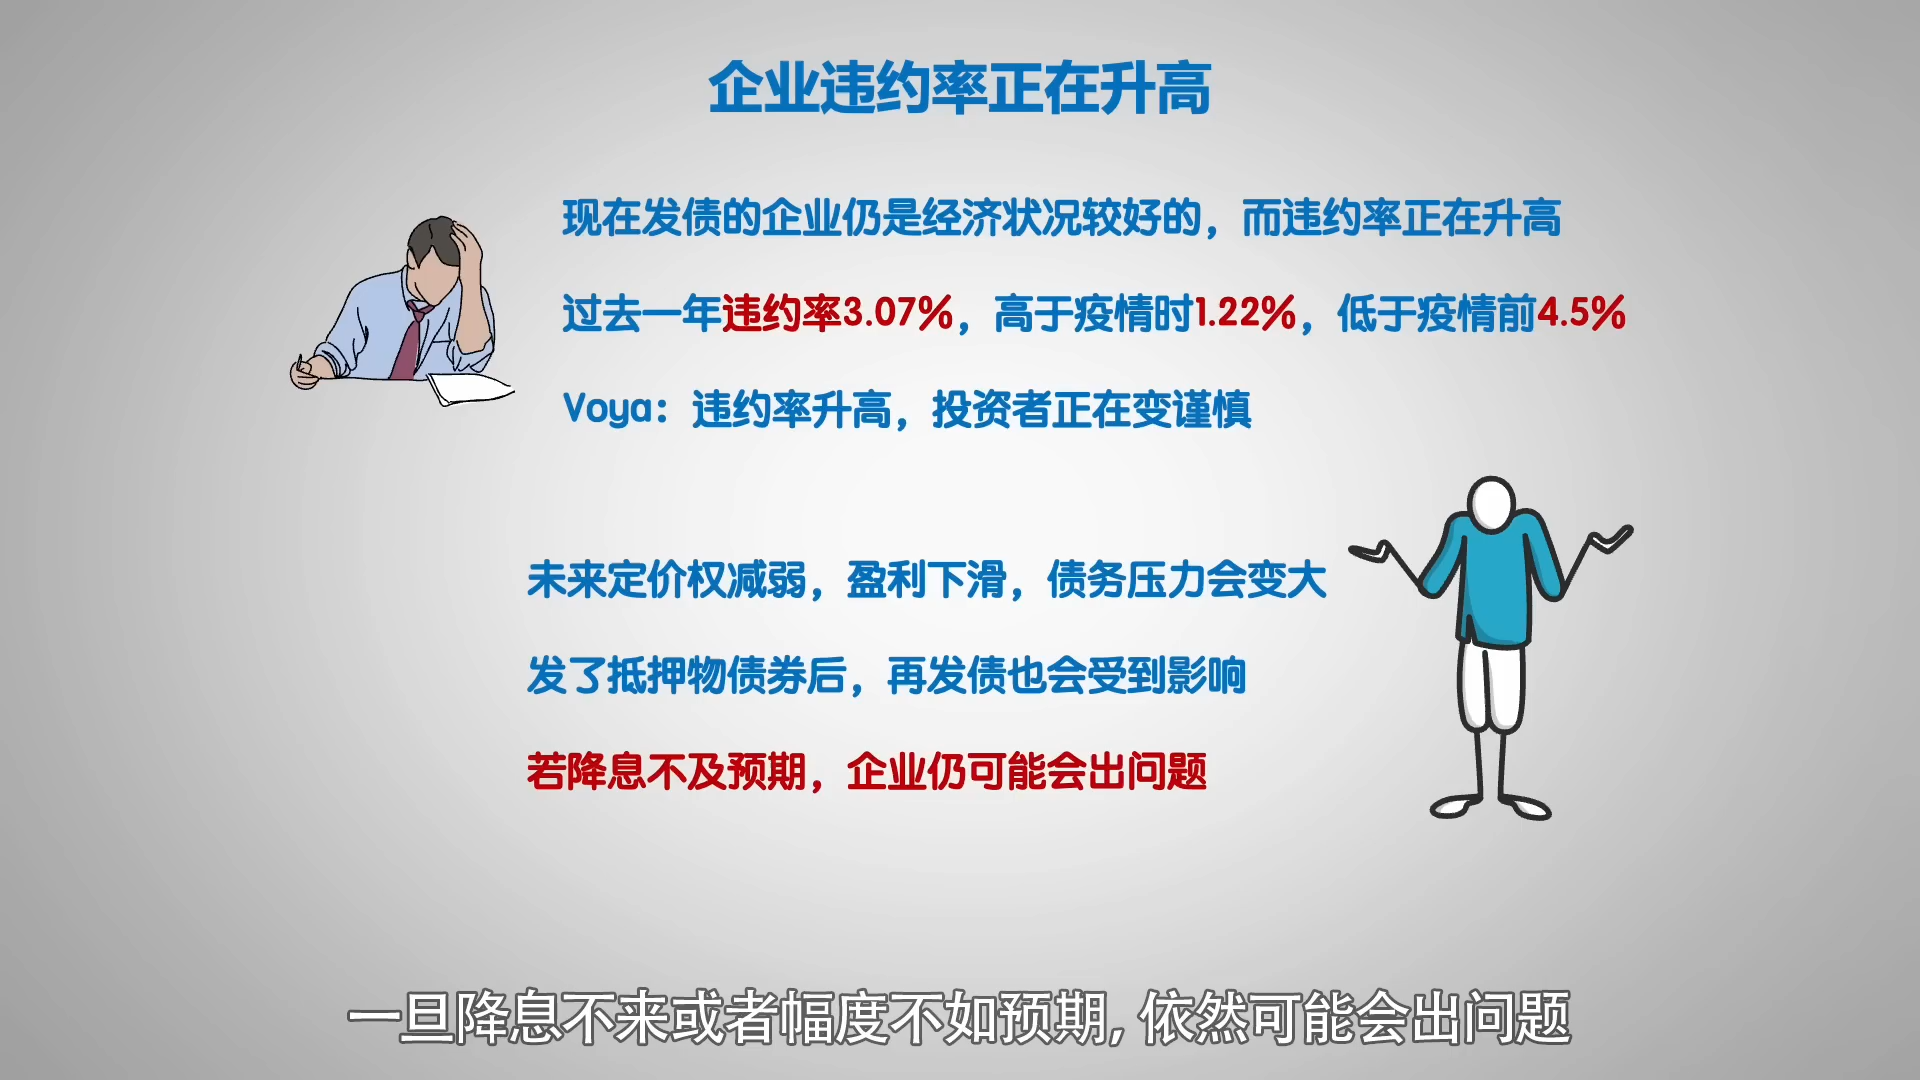 企业违约率正在升高
现在发债的企业仍是经济状况较好的，而违约率正在升高
过去一年违约率3.07%，高于疫情时1.22%，低于疫情前4.5%
Voya：违约率升高，投资者正在变谨慎
未来定价权减弱，盈利下滑，债务压力会变大
发了抵押物债券后，再发债也会受到影响
若降息不及预期，企业仍可能会出问题
一旦降息不来或者幅度不如预期，依然可能会出问题